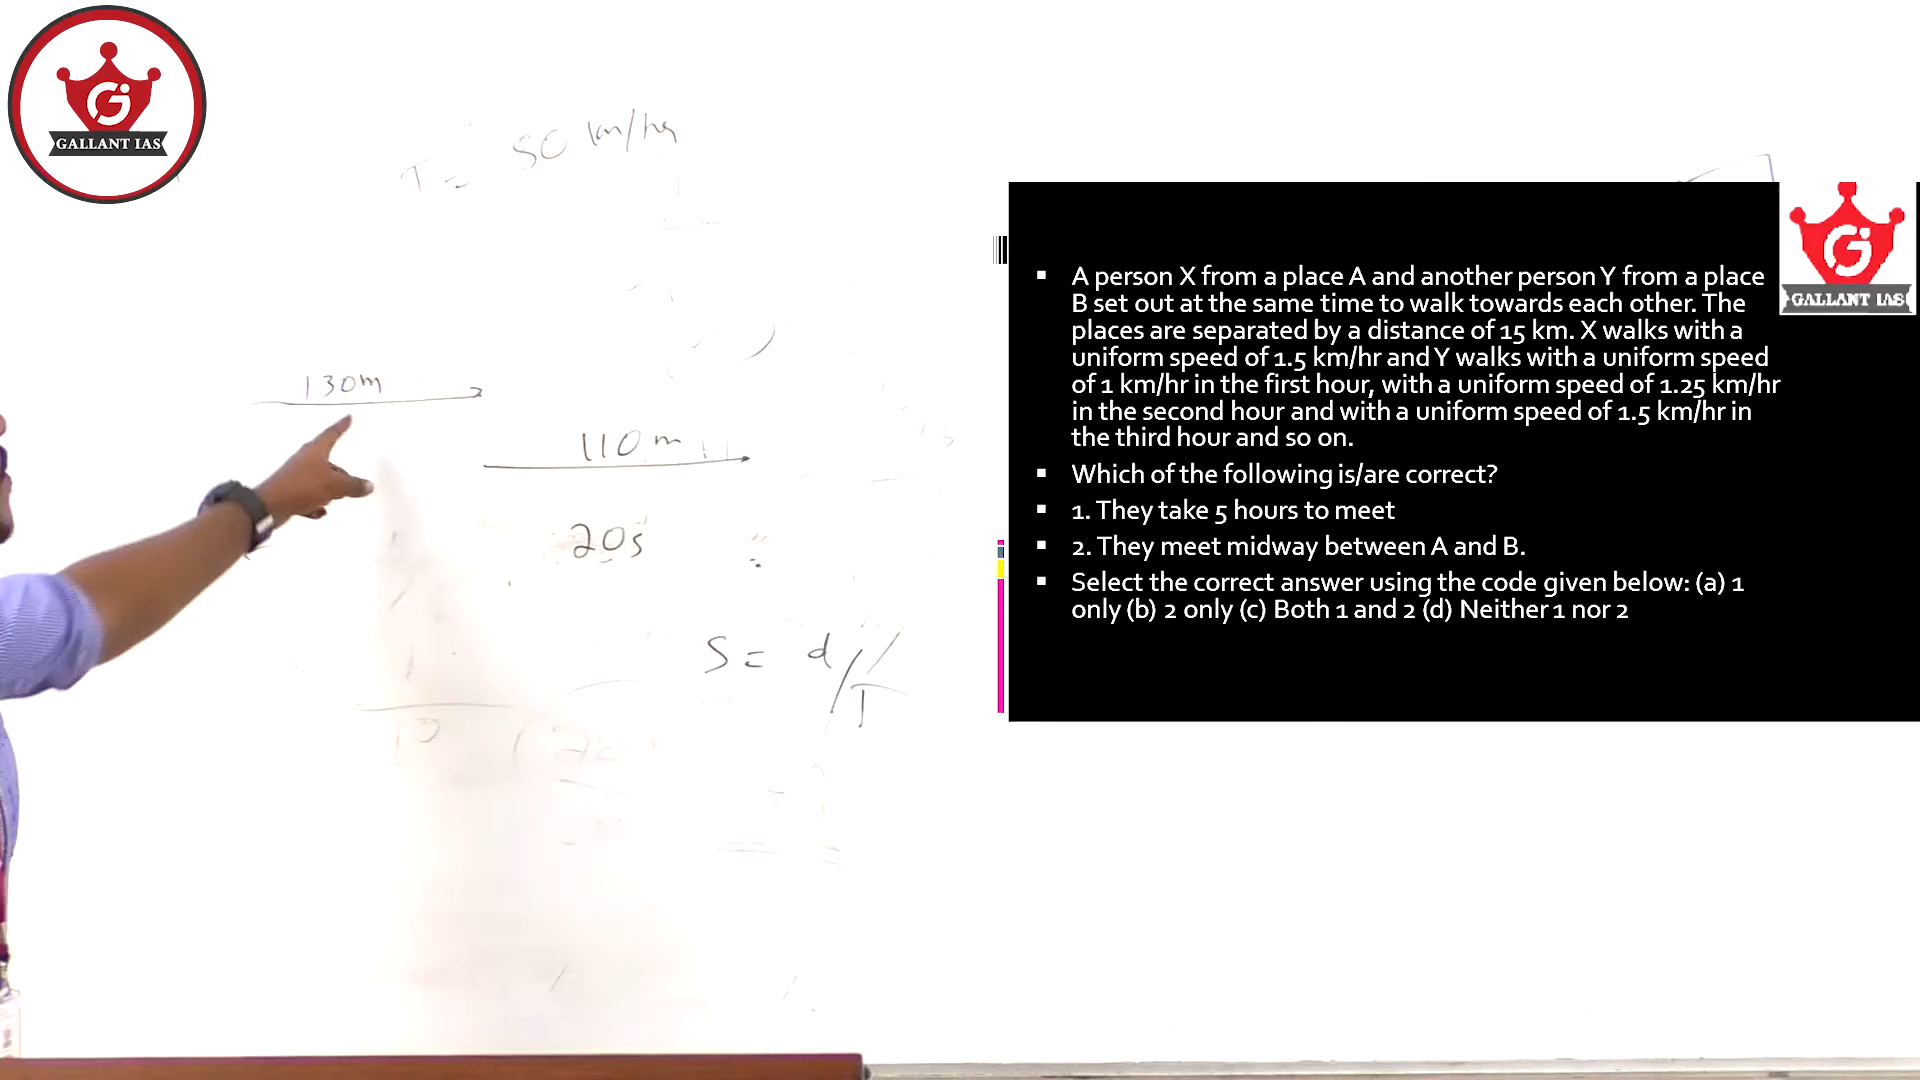 GALLANT IAS
T = 80 km/hr
130m
110 m
20s
S = d/T
GALLANT IAS
▪ A person X from a place A and another person Y from a place
B set out at the same time to walk towards each other. The
places are separated by a distance of 15 km. X walks with a
uniform speed of 1.5 km/hr and Y walks with a uniform speed
of 1 km/hr in the first hour, with a uniform speed of 1.25 km/hr
in the second hour and with a uniform speed of 1.5 km/hr in
the third hour and so on.
▪ Which of the following is/are correct?
▪ 1. They take 5 hours to meet
▪ 2. They meet midway between A and B.
▪ Select the correct answer using the code given below: (a) 1
only (b) 2 only (c) Both 1 and 2 (d) Neither 1 nor 2